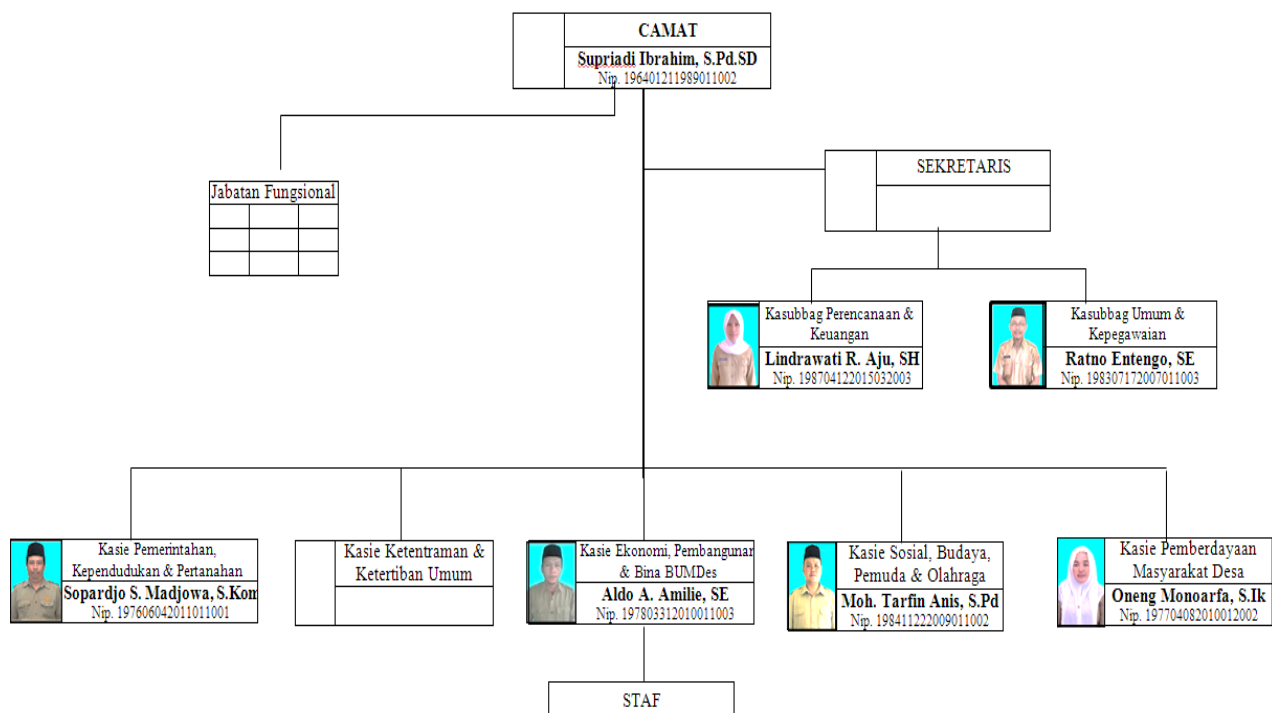 CAMAT
Supriadi Ibrahim, S.Pd.SD
Nip. 196401211989011002
Jabatan Fungsional
SEKRETARIS
Kasubbag Perencanaan &
Keuangan
Lindrawati R. Aju, SH
Nip. 198704122015032003
Kasubbag Umum &
Kepegawaian
Ratno Entengo, SE
Nip. 198307172007011003
Kasie Pemerintahan,
Kependudukan & Pertanahan
Sopardjo S. Madjowa, S.Kom
Nip. 197606042011011001
Kasie Ketentraman &
Ketertiban Umum
Kasie Ekonomi, Pembangunan
& Bina BUMDes
Aldo A. Amilie, SE
Nip. 197803312010011003
Kasie Sosial, Budaya,
Pemuda & Olahraga
Moh. Tarfin Anis, S.Pd
Nip. 198411222009011002
Kasie Pemberdayaan
Masyarakat Desa
Oneng Monoarfa, S.Ik
Nip. 197704082010012002
STAF